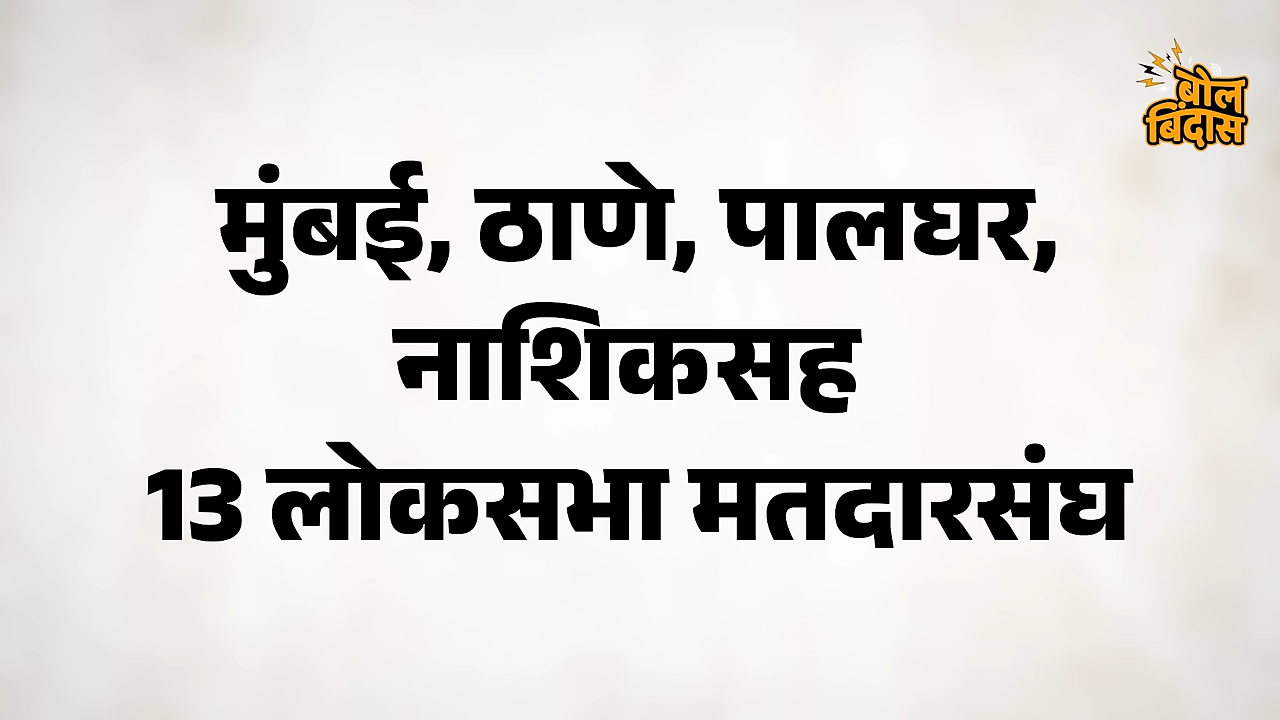 बोल
बिंदास
मुंबई, ठाणे, पालघर,
नाशिकसह
13 लोकसभा मतदारसंघ